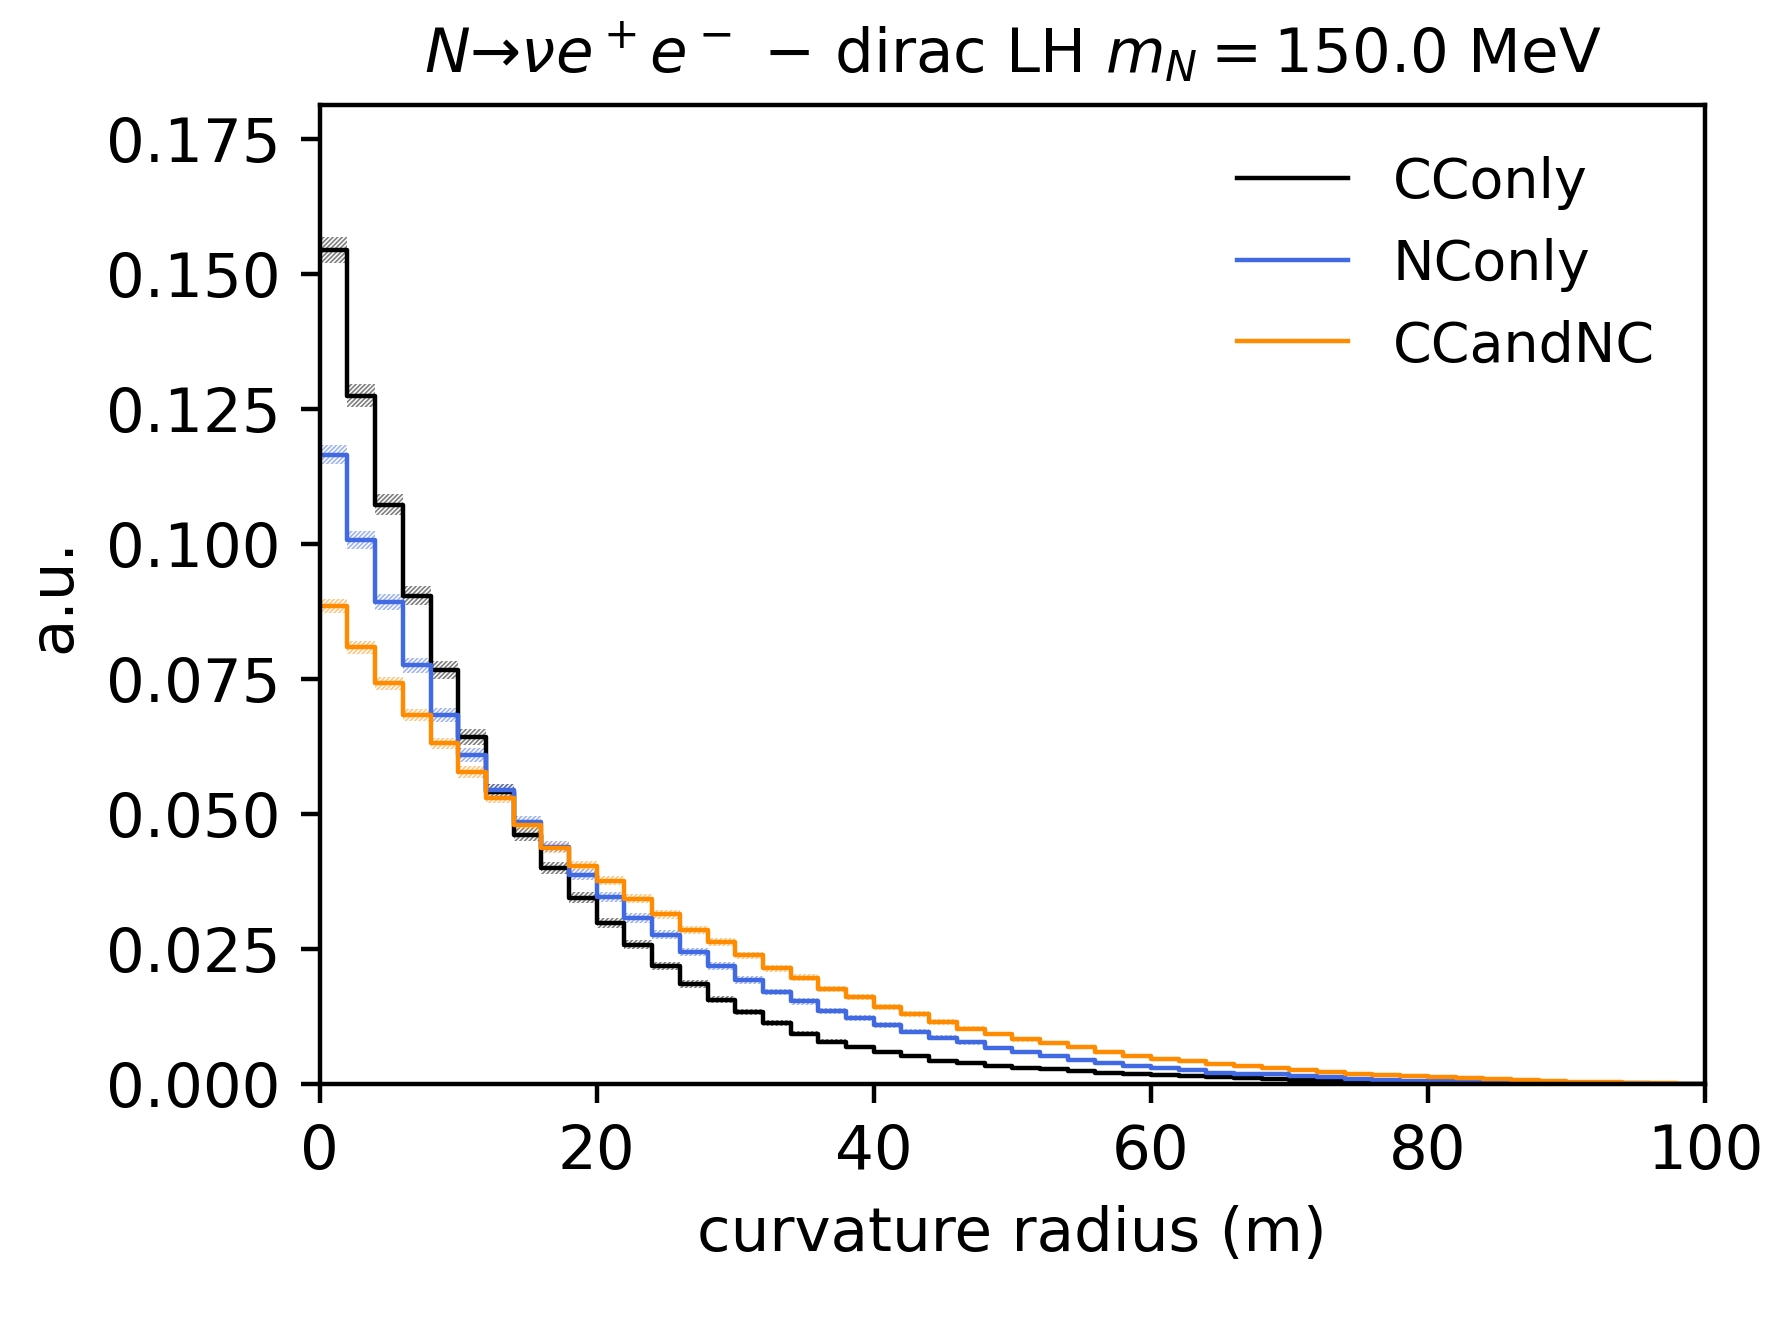 N→νe⁺e⁻ − dirac LH m_N = 150.0 MeV
0.175
0.150
0.125
0.100
0.075
0.050
0.025
0.000
a.u.
CConly
NConly
CCandNC
0 20 40 60 80 100
curvature radius (m)